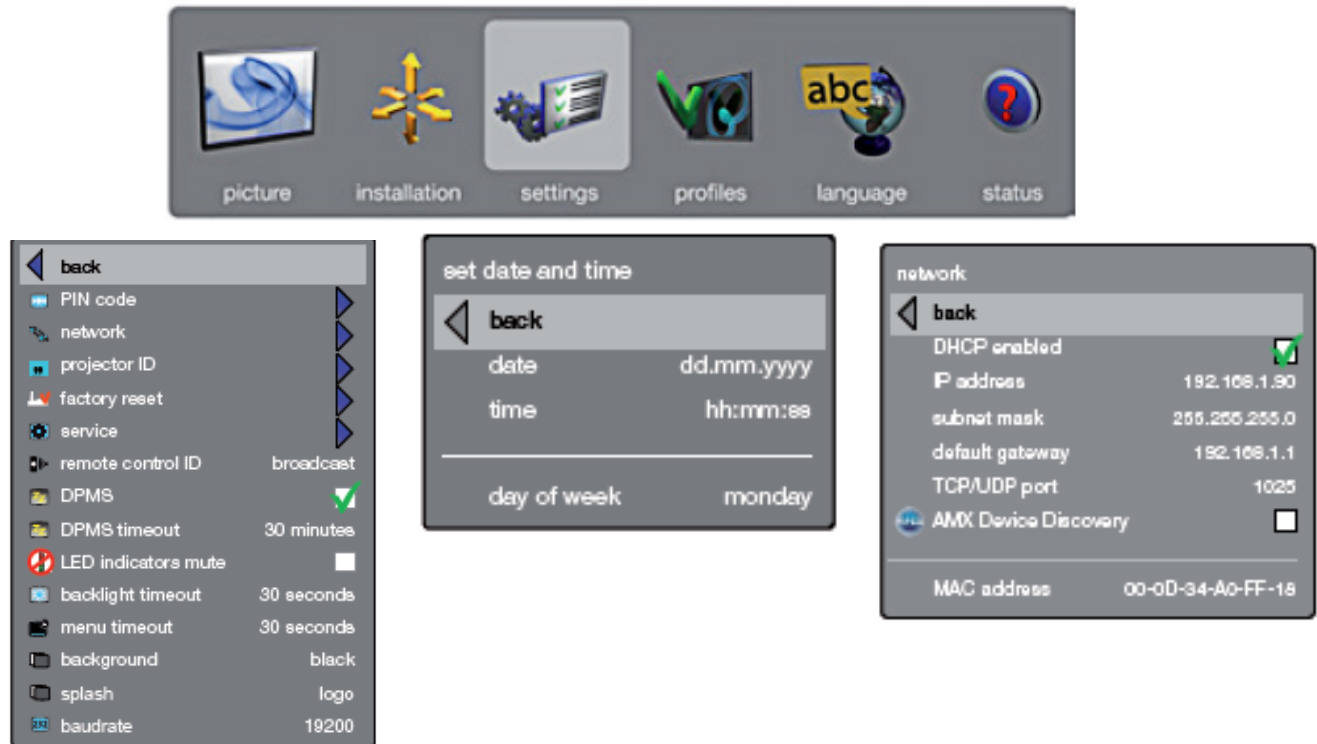 abc
picture installation settings profiles language status
back
PIN code
network
projector ID
factory reset
service
remote control ID broadcast
DPMS
DPMS timeout 30 minutes
LED indicators mute
backlight timeout 30 seconds
menu timeout 30 seconds
background black
splash logo
baudrate 19200
set date and time
back
date dd.mm.yyyy
time hh:mm:ss
day of week monday
network
back
DHCP enabled
IP address 192.168.1.90
subnet mask 255.255.255.0
default gateway 192.168.1.1
TCP/UDP port 1025
AMX Device Discovery
MAC address 00-0D-34-A0-FF-18